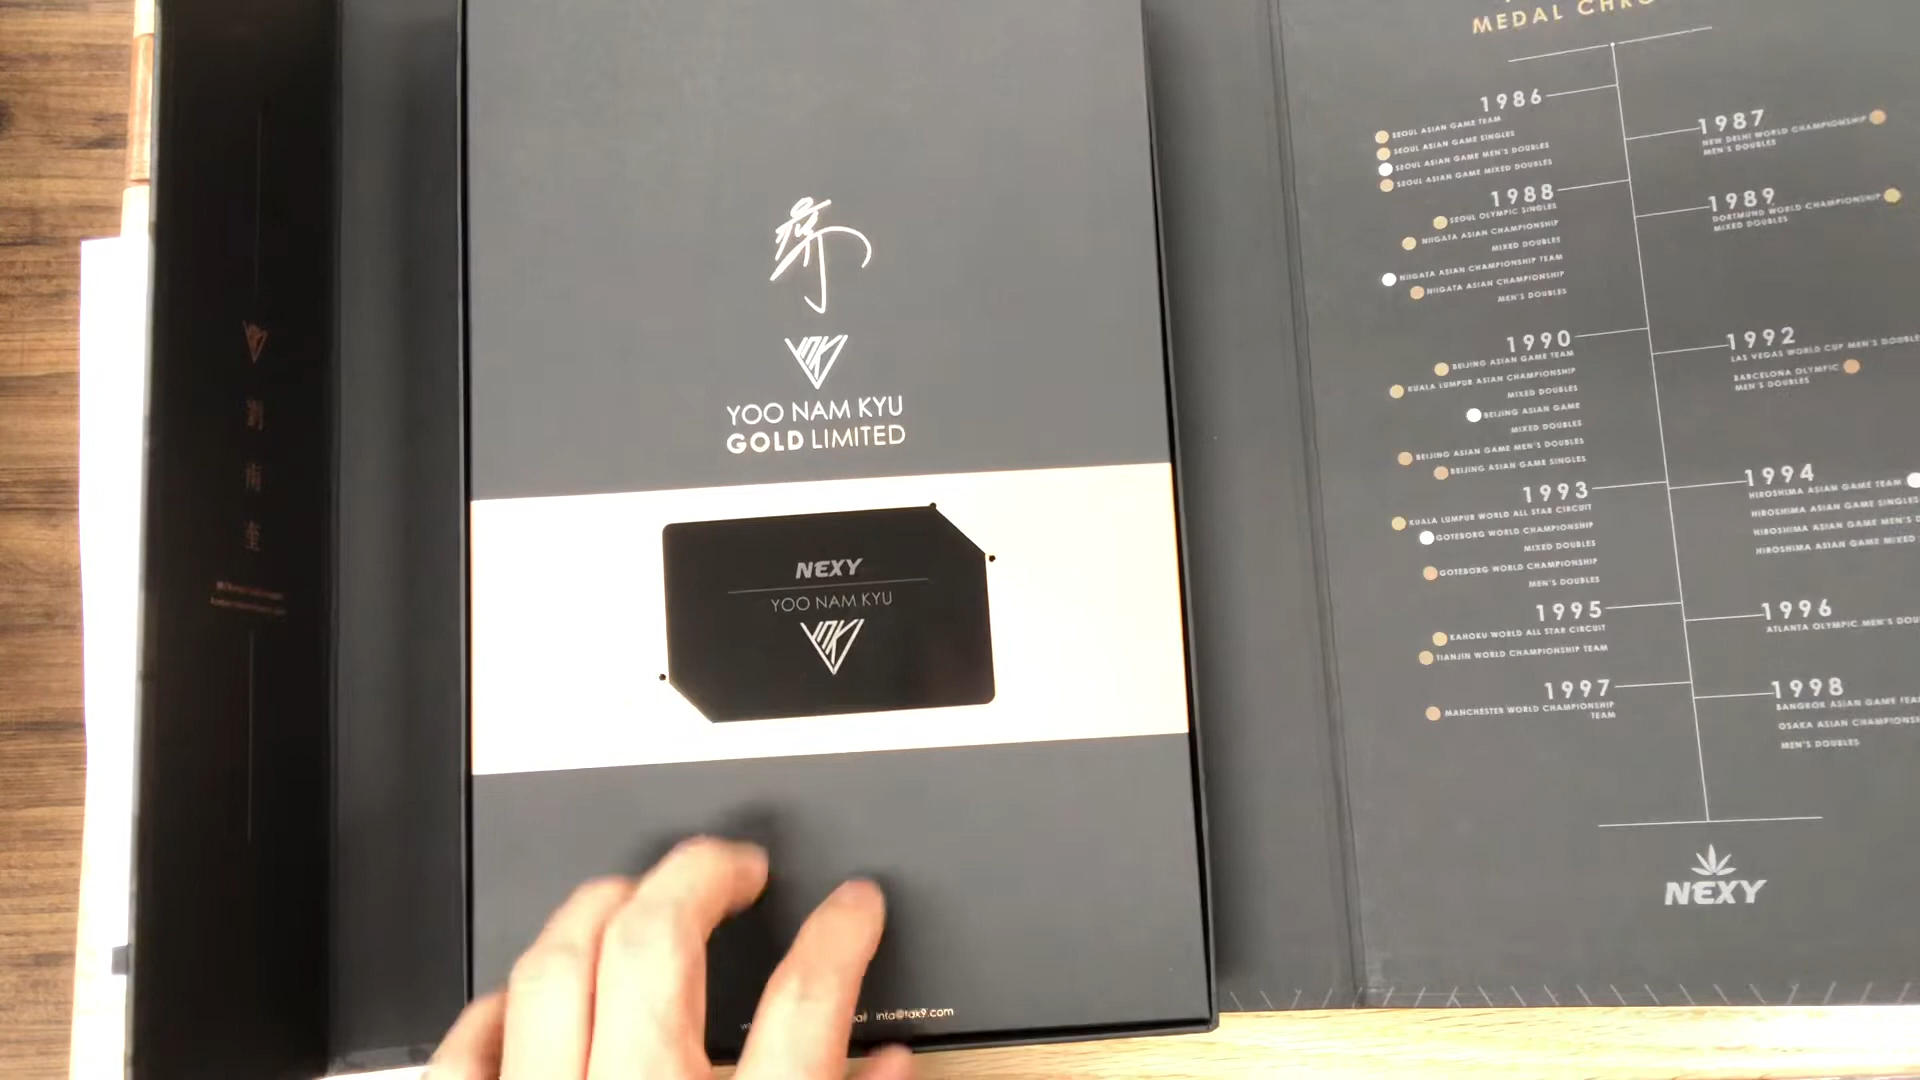 劉
南
奎
YNK
YOO NAM KYU
GOLD LIMITED
NEXY
YOO NAM KYU
YNK
info@tak9.com
MEDAL
1986
SEOUL ASIAN GAME TEAM
SEOUL ASIAN GAME SINGLES
SEOUL ASIAN GAME MEN'S DOUBLES
SEOUL ASIAN GAME MIXED DOUBLES
1988
SEOUL OLYMPIC SINGLES
NIIGATA ASIAN CHAMPIONSHIP
MIXED DOUBLES
NIIGATA ASIAN CHAMPIONSHIP TEAM
NIIGATA ASIAN CHAMPIONSHIP
MEN'S DOUBLES
1990
BEIJING ASIAN GAME TEAM
KUALA LUMPUR ASIAN CHAMPIONSHIP
MIXED DOUBLES
BEIJING ASIAN GAME
MIXED DOUBLES
BEIJING ASIAN GAME MEN'S DOUBLES
BEIJING ASIAN GAME SINGLES
1993
KUALA LUMPUR WORLD ALL STAR CIRCUIT
GOTEBORG WORLD CHAMPIONSHIP
MIXED DOUBLES
GOTEBORG WORLD CHAMPIONSHIP
MEN'S DOUBLES
1995
KAHOKU WORLD ALL STAR CIRCUIT
TIANJIN WORLD CHAMPIONSHIP TEAM
1997
MANCHESTER WORLD CHAMPIONSHIP
TEAM
1987
NEW DELHI WORLD CHAMPIONSHIP
MEN'S DOUBLES
1989
DORTMUND WORLD CHAMPIONSHIP
MIXED DOUBLES
1992
LAS VEGAS WORLD CUP MEN'S DOUBLES
BARCELONA OLYMPIC
MEN'S DOUBLES
1994
HIROSHIMA ASIAN GAME TEAM
HIROSHIMA ASIAN GAME SINGLES
HIROSHIMA ASIAN GAME MEN'S
HIROSHIMA ASIAN GAME MIXED
1996
ATLANTA OLYMPIC MEN'S
1998
BANGKOK ASIAN GAME
OSAKA ASIAN
MEN'S DOUBLES
NEXY